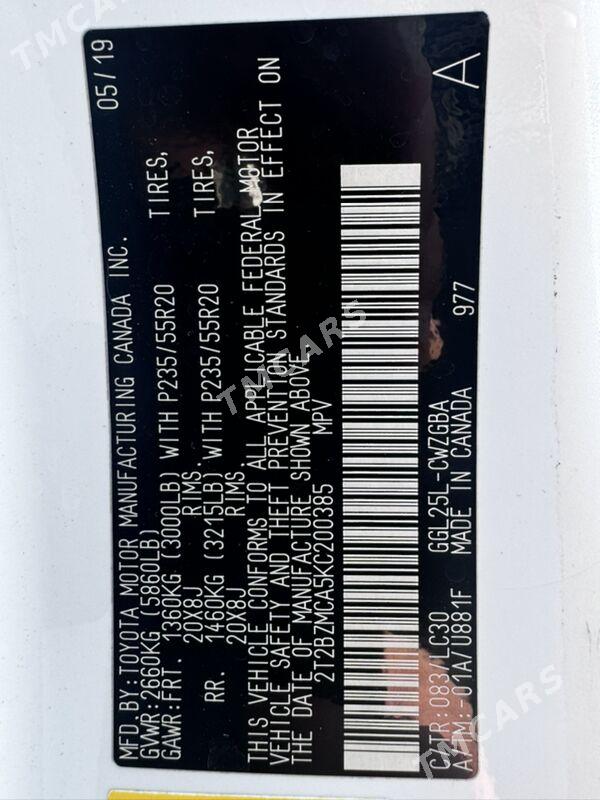 MFD.BY:TOYOTA MOTOR MANUFACTURING CANADA INC. 05/19
GVWR:2660KG (5860LB)
GAWR:FRT. 1360KG (3000LB) WITH P235/55R20 TIRES,
20X8J RIMS.
RR. 1460KG (3215LB) WITH P235/55R20 TIRES,
20X8J RIMS.
THIS VEHICLE CONFORMS TO ALL APPLICABLE FEDERAL MOTOR
VEHICLE SAFETY AND THEFT PREVENTION STANDARDS IN EFFECT ON
THE DATE OF MANUFACTURE SHOWN ABOVE.
2T2BZMCA5KC200385 MPV
C/TR:083/LC30 GGL25L-CWZGBA 977 A
A/TM:-01A/U881F MADE IN CANADA
TMCARS
TMCARS
TMCARS
TMCARS